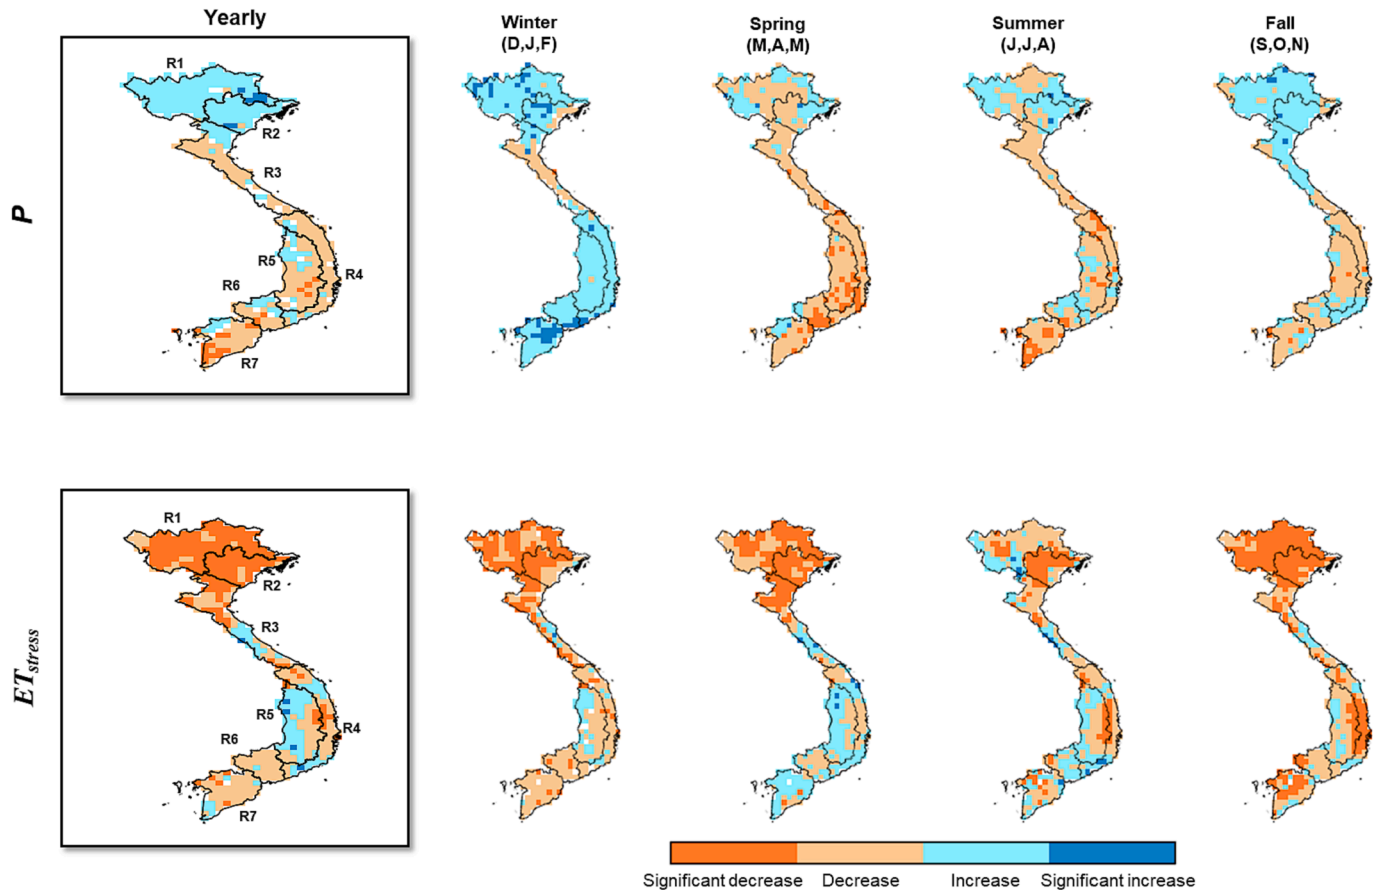 Yearly
Winter
(D,J,F)
Spring
(M,A,M)
Summer
(J,J,A)
Fall
(S,O,N)
P
R1
R2
R3
R4
R5
R6
R7
ETstress
R1
R2
R3
R4
R5
R6
R7
Significant decrease
Decrease
Increase
Significant increase